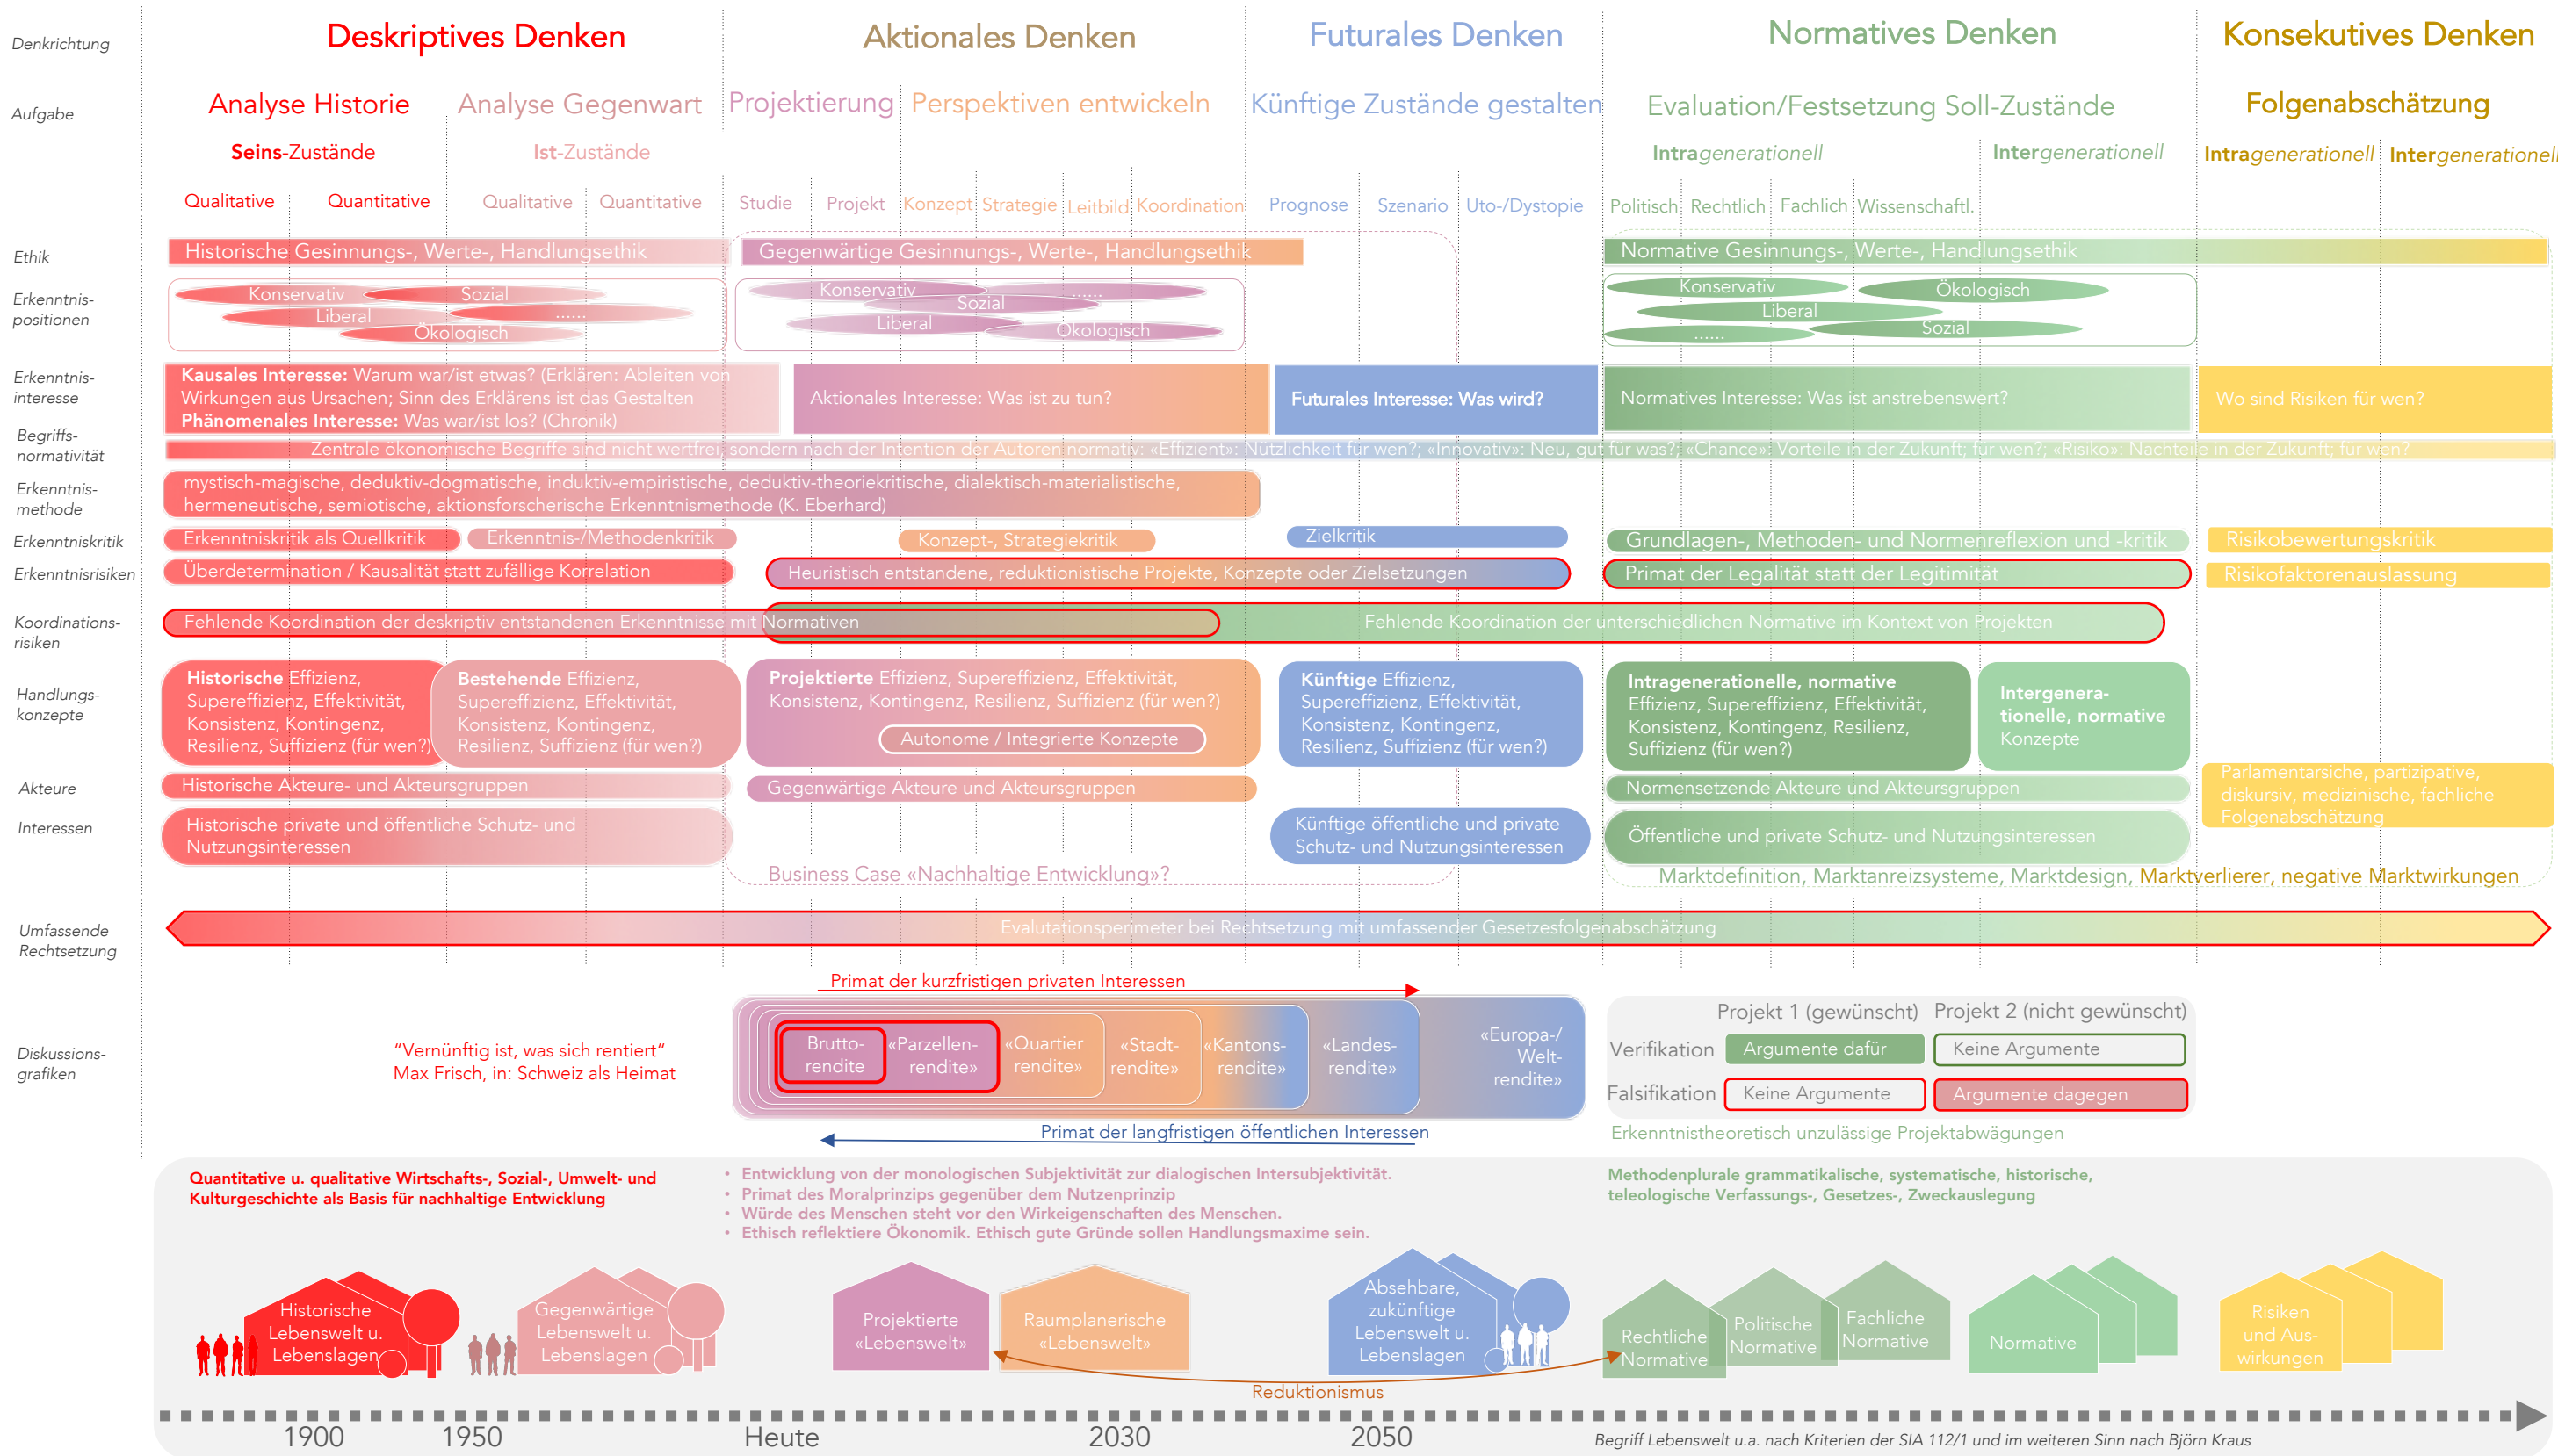 Denkrichtung
Deskriptives Denken
Aktionales Denken
Futurales Denken
Normatives Denken
Konsekutives Denken
Aufgabe
Analyse Historie
Analyse Gegenwart
Projektierung
Perspektiven entwickeln
Künftige Zustände gestalten
Evaluation/Festsetzung Soll-Zustände
Folgenabschätzung
Seins-Zustände
Ist-Zustände
Intragenerationell
Intergenerationell
Intragenerationell
Intergenerationell
Qualitative
Quantitative
Qualitative
Quantitative
Studie
Projekt
Konzept
Strategie
Leitbild
Koordination
Prognose
Szenario
Uto-/Dystopie
Politisch
Rechtlich
Fachlich
Wissenschaftl.
Ethik
Historische Gesinnungs-, Werte-, Handlungsethik
Gegenwärtige Gesinnungs-, Werte-, Handlungsethik
Normative Gesinnungs-, Werte-, Handlungsethik
Erkenntnis-
positionen
Konservativ
Sozial
Liberal
......
Ökologisch
Konservativ
......
Sozial
Liberal
Ökologisch
Konservativ
Ökologisch
Liberal
Sozial
......
Erkenntnis-
interesse
Kausales Interesse: Warum war/ist etwas? (Erklären: Ableiten von
Wirkungen aus Ursachen; Sinn des Erklärens ist das Gestalten
Phänomenales Interesse: Was war/ist los? (Chronik)
Aktionales Interesse: Was ist zu tun?
Futurales Interesse: Was wird?
Normatives Interesse: Was ist anstrebenswert?
Wo sind Risiken für wen?
Begriffs-
normativität
Zentrale ökonomische Begriffe sind nicht wertfrei, sondern nach der Intention der Autoren normativ: «Effizient»: Nützlichkeit für wen?; «Innovativ»: Neu, gut für was?; «Chance»: Vorteile in der Zukunft; für wen?; «Risiko»: Nachteile in der Zukunft; für wen?
Erkenntnis-
methode
mystisch-magische, deduktiv-dogmatische, induktiv-empiristische, deduktiv-theoriekritische, dialektisch-materialistische,
hermeneutische, semiotische, aktionsforscherische Erkenntnismethode (K. Eberhard)
Erkenntniskritik
Erkenntniskritik als Quellkritik
Erkenntnis-/Methodenkritik
Konzept-, Strategiekritik
Zielkritik
Grundlagen-, Methoden- und Normenreflexion und -kritik
Risikobewertungskritik
Erkenntnisrisiken
Überdetermination / Kausalität statt zufällige Korrelation
Heuristisch entstandene, reduktionistische Projekte, Konzepte oder Zielsetzungen
Primat der Legalität statt der Legitimität
Risikofaktorenauslassung
Koordinations-
risiken
Fehlende Koordination der deskriptiv entstandenen Erkenntnisse mit Normativen
Fehlende Koordination der unterschiedlichen Normative im Kontext von Projekten
Handlungs-
konzepte
Historische Effizienz,
Supereffizienz, Effektivität,
Konsistenz, Kontingenz,
Resilienz, Suffizienz (für wen?)
Bestehende Effizienz,
Supereffizienz, Effektivität,
Konsistenz, Kontingenz,
Resilienz, Suffizienz (für wen?)
Projektierte Effizienz, Supereffizienz, Effektivität,
Konsistenz, Kontingenz, Resilienz, Suffizienz (für wen?)
Autonome / Integrierte Konzepte
Künftige Effizienz,
Supereffizienz, Effektivität,
Konsistenz, Kontingenz,
Resilienz, Suffizienz (für wen?)
Intragenerationelle, normative
Effizienz, Supereffizienz, Effektivität,
Konsistenz, Kontingenz, Resilienz,
Suffizienz (für wen?)
Intergenera-
tionelle, normative
Konzepte
Akteure
Historische Akteure- und Akteursgruppen
Gegenwärtige Akteure und Akteursgruppen
Normensetzende Akteure und Akteursgruppen
Parlamentarsiche, partizipative,
diskursiv, medizinische, fachliche
Folgenabschätzung
Interessen
Historische private und öffentliche Schutz- und
Nutzungsinteressen
Künftige öffentliche und private
Schutz- und Nutzungsinteressen
Öffentliche und private Schutz- und Nutzungsinteressen
Business Case «Nachhaltige Entwicklung»?
Marktdefinition, Marktanreizsysteme, Marktdesign, Marktverlierer, negative Marktwirkungen
Umfassende
Rechtsetzung
Evalutationsperimeter bei Rechtsetzung mit umfassender Gesetzesfolgenabschätzung
Diskussions-
grafiken
"Vernünftig ist, was sich rentiert"
Max Frisch, in: Schweiz als Heimat
Primat der kurzfristigen privaten Interessen
Brutto-
rendite
«Parzellen-
rendite»
«Quartier
rendite»
«Stadt-
rendite»
«Kantons-
rendite»
«Landes-
rendite»
«Europa-/
Welt-
rendite»
Primat der langfristigen öffentlichen Interessen
Projekt 1 (gewünscht)
Projekt 2 (nicht gewünscht)
Verifikation
Argumente dafür
Keine Argumente
Falsifikation
Keine Argumente
Argumente dagegen
Erkenntnistheoretisch unzulässige Projektabwägungen
Quantitative u. qualitative Wirtschafts-, Sozial-, Umwelt- und
Kulturgeschichte als Basis für nachhaltige Entwicklung
• Entwicklung von der monologischen Subjektivität zur dialogischen Intersubjektivität.
• Primat des Moralprinzips gegenüber dem Nutzenprinzip
• Würde des Menschen steht vor den Wirkeigenschaften des Menschen.
• Ethisch reflektiere Ökonomik. Ethisch gute Gründe sollen Handlungsmaxime sein.
Methodenplurale grammatikalische, systematische, historische,
teleologische Verfassungs-, Gesetzes-, Zweckauslegung
Historische
Lebenswelt u.
Lebenslagen
Gegenwärtige
Lebenswelt u.
Lebenslagen
Projektierte
«Lebenswelt»
Raumplanerische
«Lebenswelt»
Absehbare,
zukünftige
Lebenswelt u.
Lebenslagen
Rechtliche
Normative
Politische
Normative
Fachliche
Normative
Normative
Risiken
und Aus-
wirkungen
Reduktionismus
1900
1950
Heute
2030
2050
Begriff Lebenswelt u.a. nach Kriterien der SIA 112/1 und im weiteren Sinn nach Björn Kraus